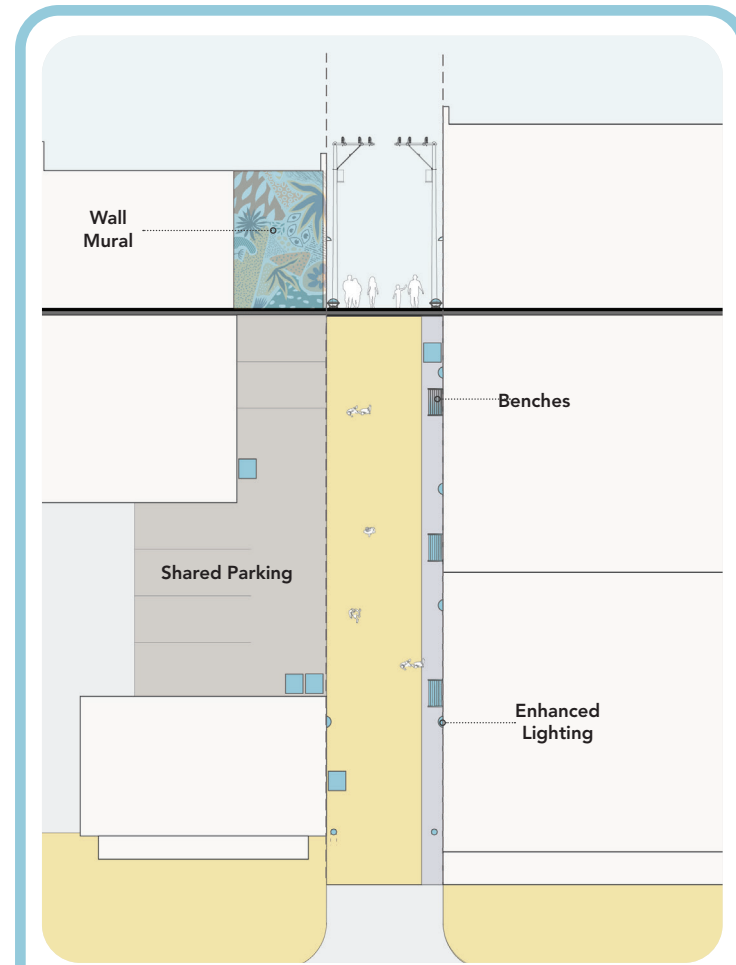 Wall
Mural
Benches
Shared Parking
Enhanced
Lighting